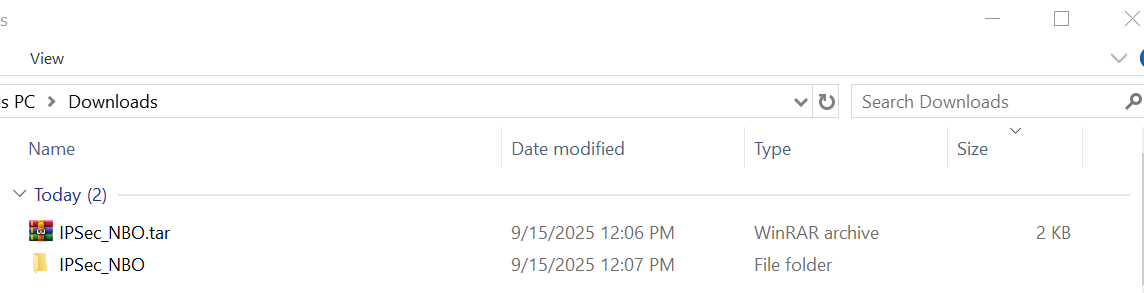 s
View
s PC > Downloads
Search Downloads
Name Date modified Type Size
Today (2)
IPSec_NBO.tar 9/15/2025 12:06 PM WinRAR archive 2 KB
IPSec_NBO 9/15/2025 12:07 PM File folder